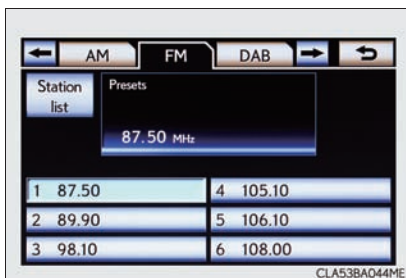 AM FM DAB
Station list
Presets
87.50 MHz
1 87.50
2 89.90
3 98.10
4 105.10
5 106.10
6 108.00
CLA53BA044ME